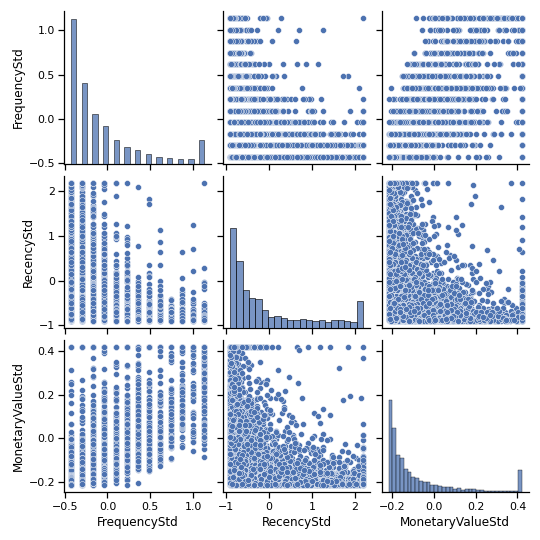 FrequencyStd
1.0
0.5
0.0
−0.5
RecencyStd
2
1
0
−1
MonetaryValueStd
0.4
0.2
0.0
−0.2
−0.5 0.0 0.5 1.0
FrequencyStd
−1 0 1 2
RecencyStd
−0.2 0.0 0.2 0.4
MonetaryValueStd